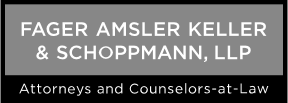 FAGER AMSLER KELLER
& SCHOPPMANN, LLP
Attorneys and Counselors-at-Law